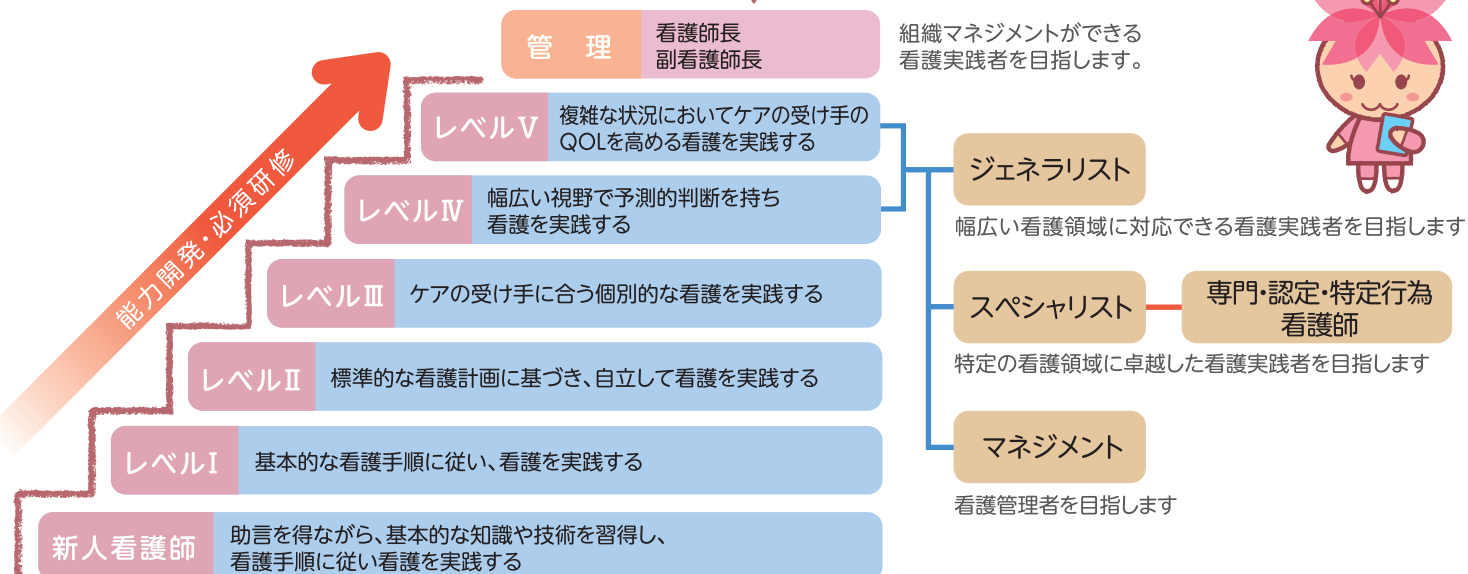 管 理
看護師長
副看護師長
組織マネジメントができる
看護実践者を目指します。
レベルⅤ
複雑な状況においてケアの受け手の
QOLを高める看護を実践する
レベルⅣ
幅広い視野で予測的判断を持ち
看護を実践する
レベルⅢ
ケアの受け手に合う個別的な看護を実践する
レベルⅡ
標準的な看護計画に基づき、自立して看護を実践する
レベルⅠ
基本的な看護手順に従い、看護を実践する
新人看護師
助言を得ながら、基本的な知識や技術を習得し、
看護手順に従い看護を実践する
能力開発・必須研修
ジェネラリスト
幅広い看護領域に対応できる看護実践者を目指します
スペシャリスト
専門・認定・特定行為
看護師
特定の看護領域に卓越した看護実践者を目指します
マネジメント
看護管理者を目指します